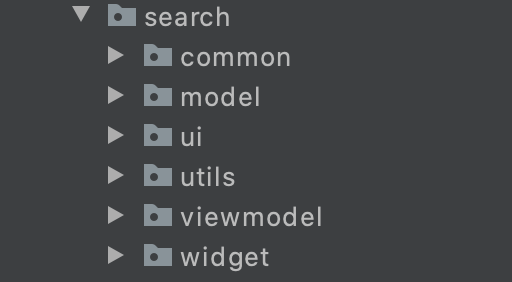 search
common
model
ui
utils
viewmodel
widget